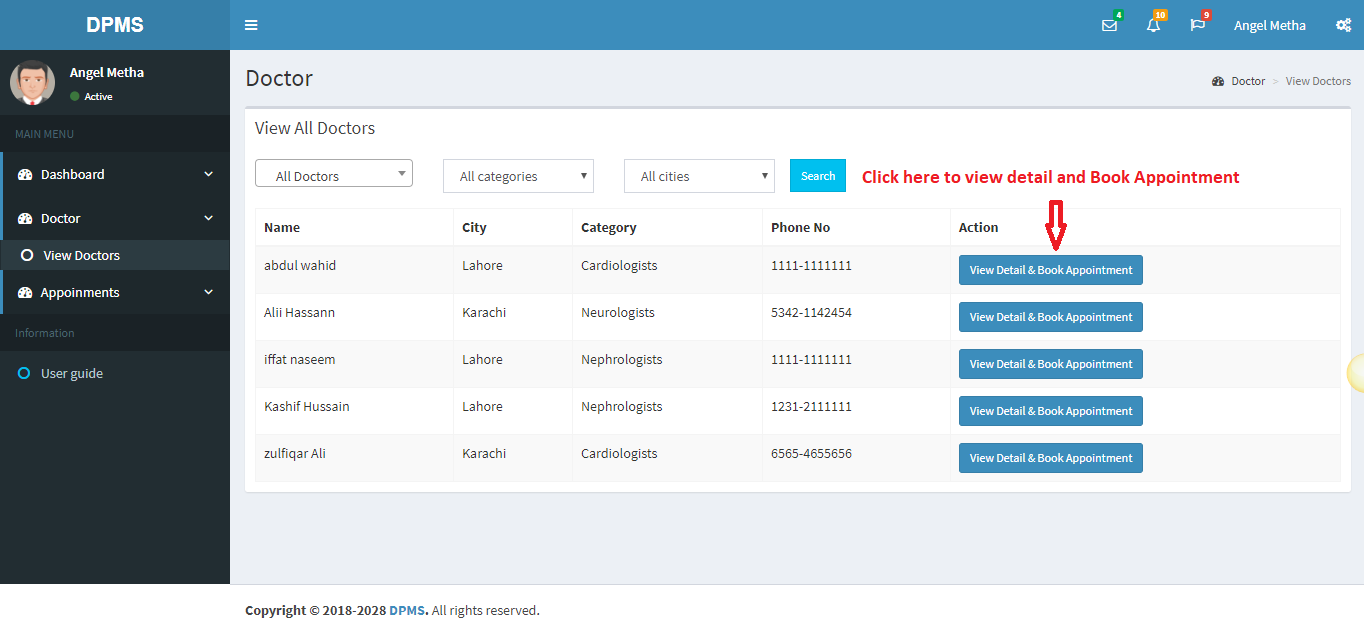 DPMS
4
10
9
Angel Metha
Angel Metha
Active
MAIN MENU
Dashboard
Doctor
View Doctors
Appoinments
Information
User guide
Doctor
Doctor > View Doctors
View All Doctors
All Doctors
All categories
All cities
Search
Click here to view detail and Book Appointment
Name City Category Phone No Action
abdul wahid Lahore Cardiologists 1111-1111111 View Detail & Book Appointment
Alii Hassann Karachi Neurologists 5342-1142454 View Detail & Book Appointment
iffat naseem Lahore Nephrologists 1111-1111111 View Detail & Book Appointment
Kashif Hussain Lahore Nephrologists 1231-2111111 View Detail & Book Appointment
zulfiqar Ali Karachi Cardiologists 6565-4655656 View Detail & Book Appointment
Copyright © 2018-2028 DPMS. All rights reserved.